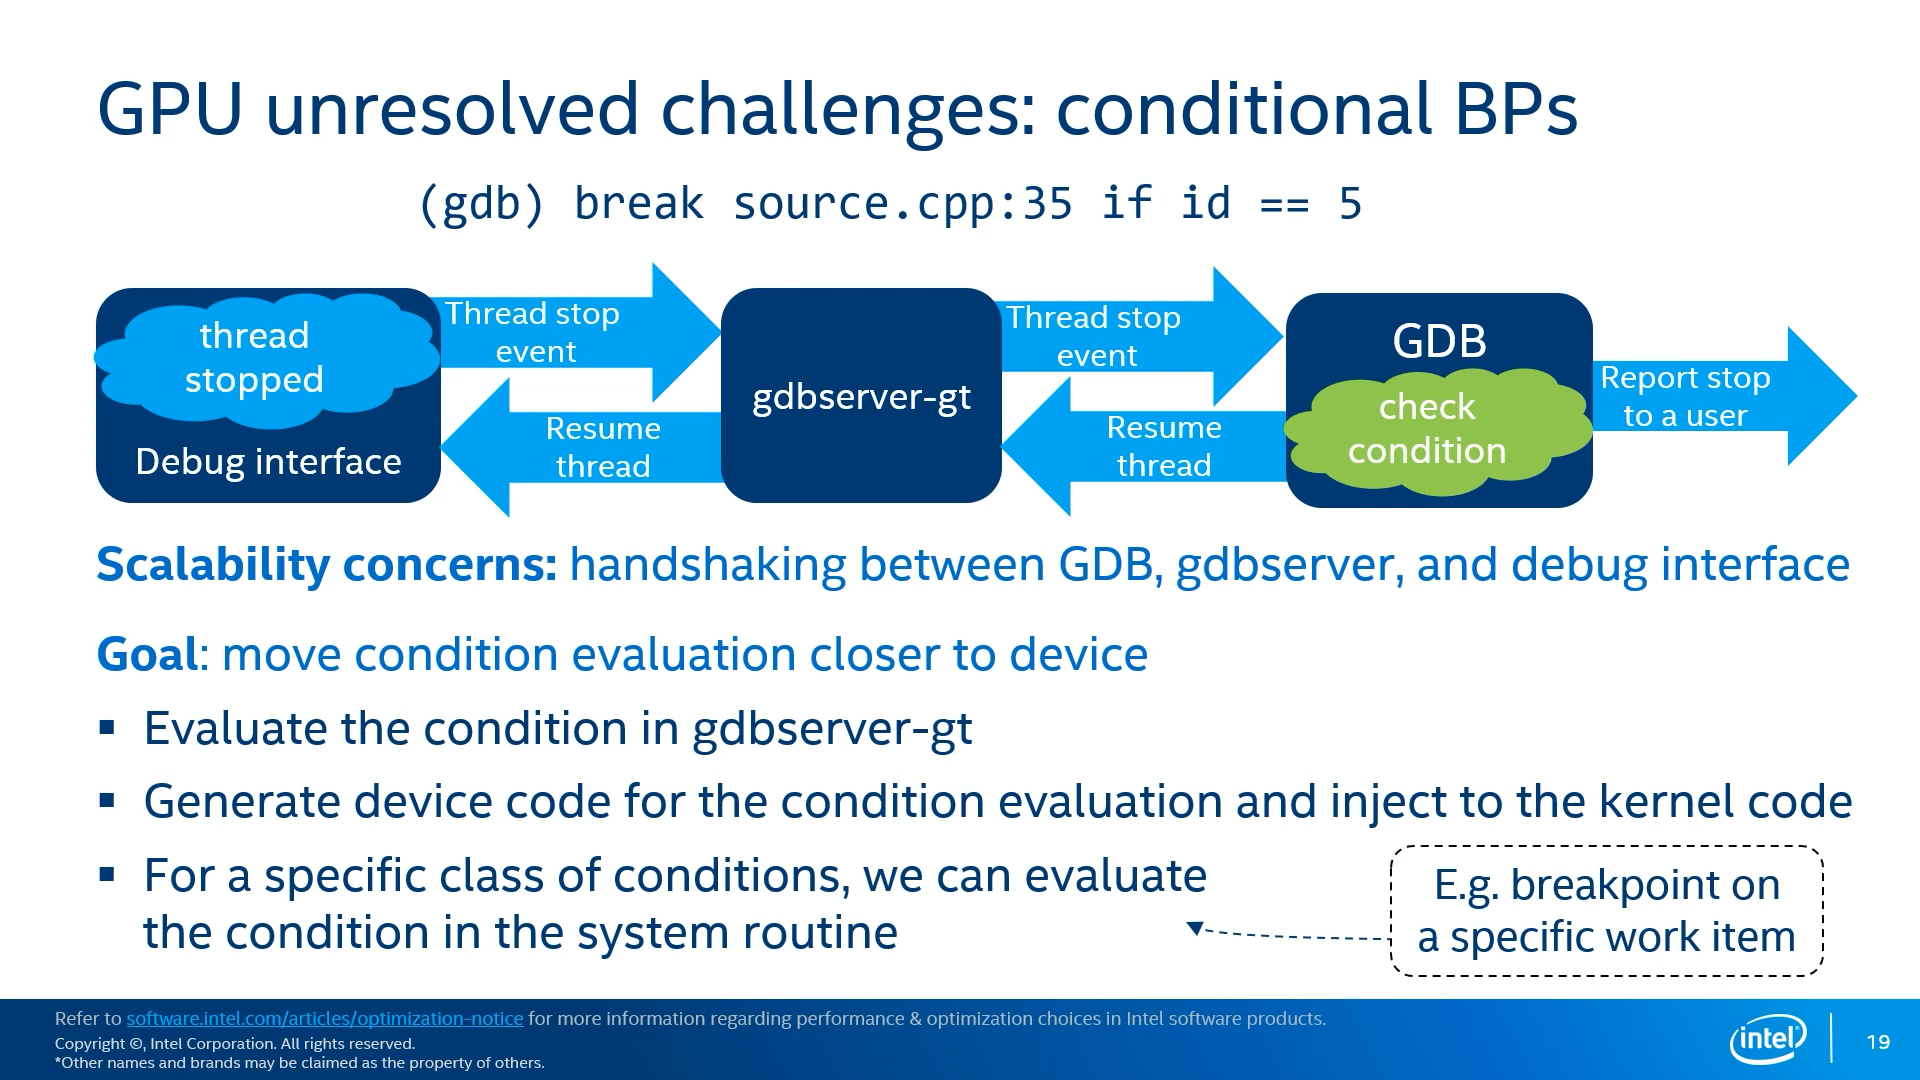 GPU unresolved challenges: conditional BPs
(gdb) break source.cpp:35 if id == 5
thread
stopped
Debug interface
Thread stop
event
Resume
thread
gdbserver-gt
Thread stop
event
Resume
thread
GDB
check
condition
Report stop
to a user
Scalability concerns: handshaking between GDB, gdbserver, and debug interface
Goal: move condition evaluation closer to device
▪ Evaluate the condition in gdbserver-gt
▪ Generate device code for the condition evaluation and inject to the kernel code
▪ For a specific class of conditions, we can evaluate
the condition in the system routine
E.g. breakpoint on
a specific work item
Refer to software.intel.com/articles/optimization-notice for more information regarding performance & optimization choices in Intel software products.
Copyright ©, Intel Corporation. All rights reserved.
*Other names and brands may be claimed as the property of others.
intel
19